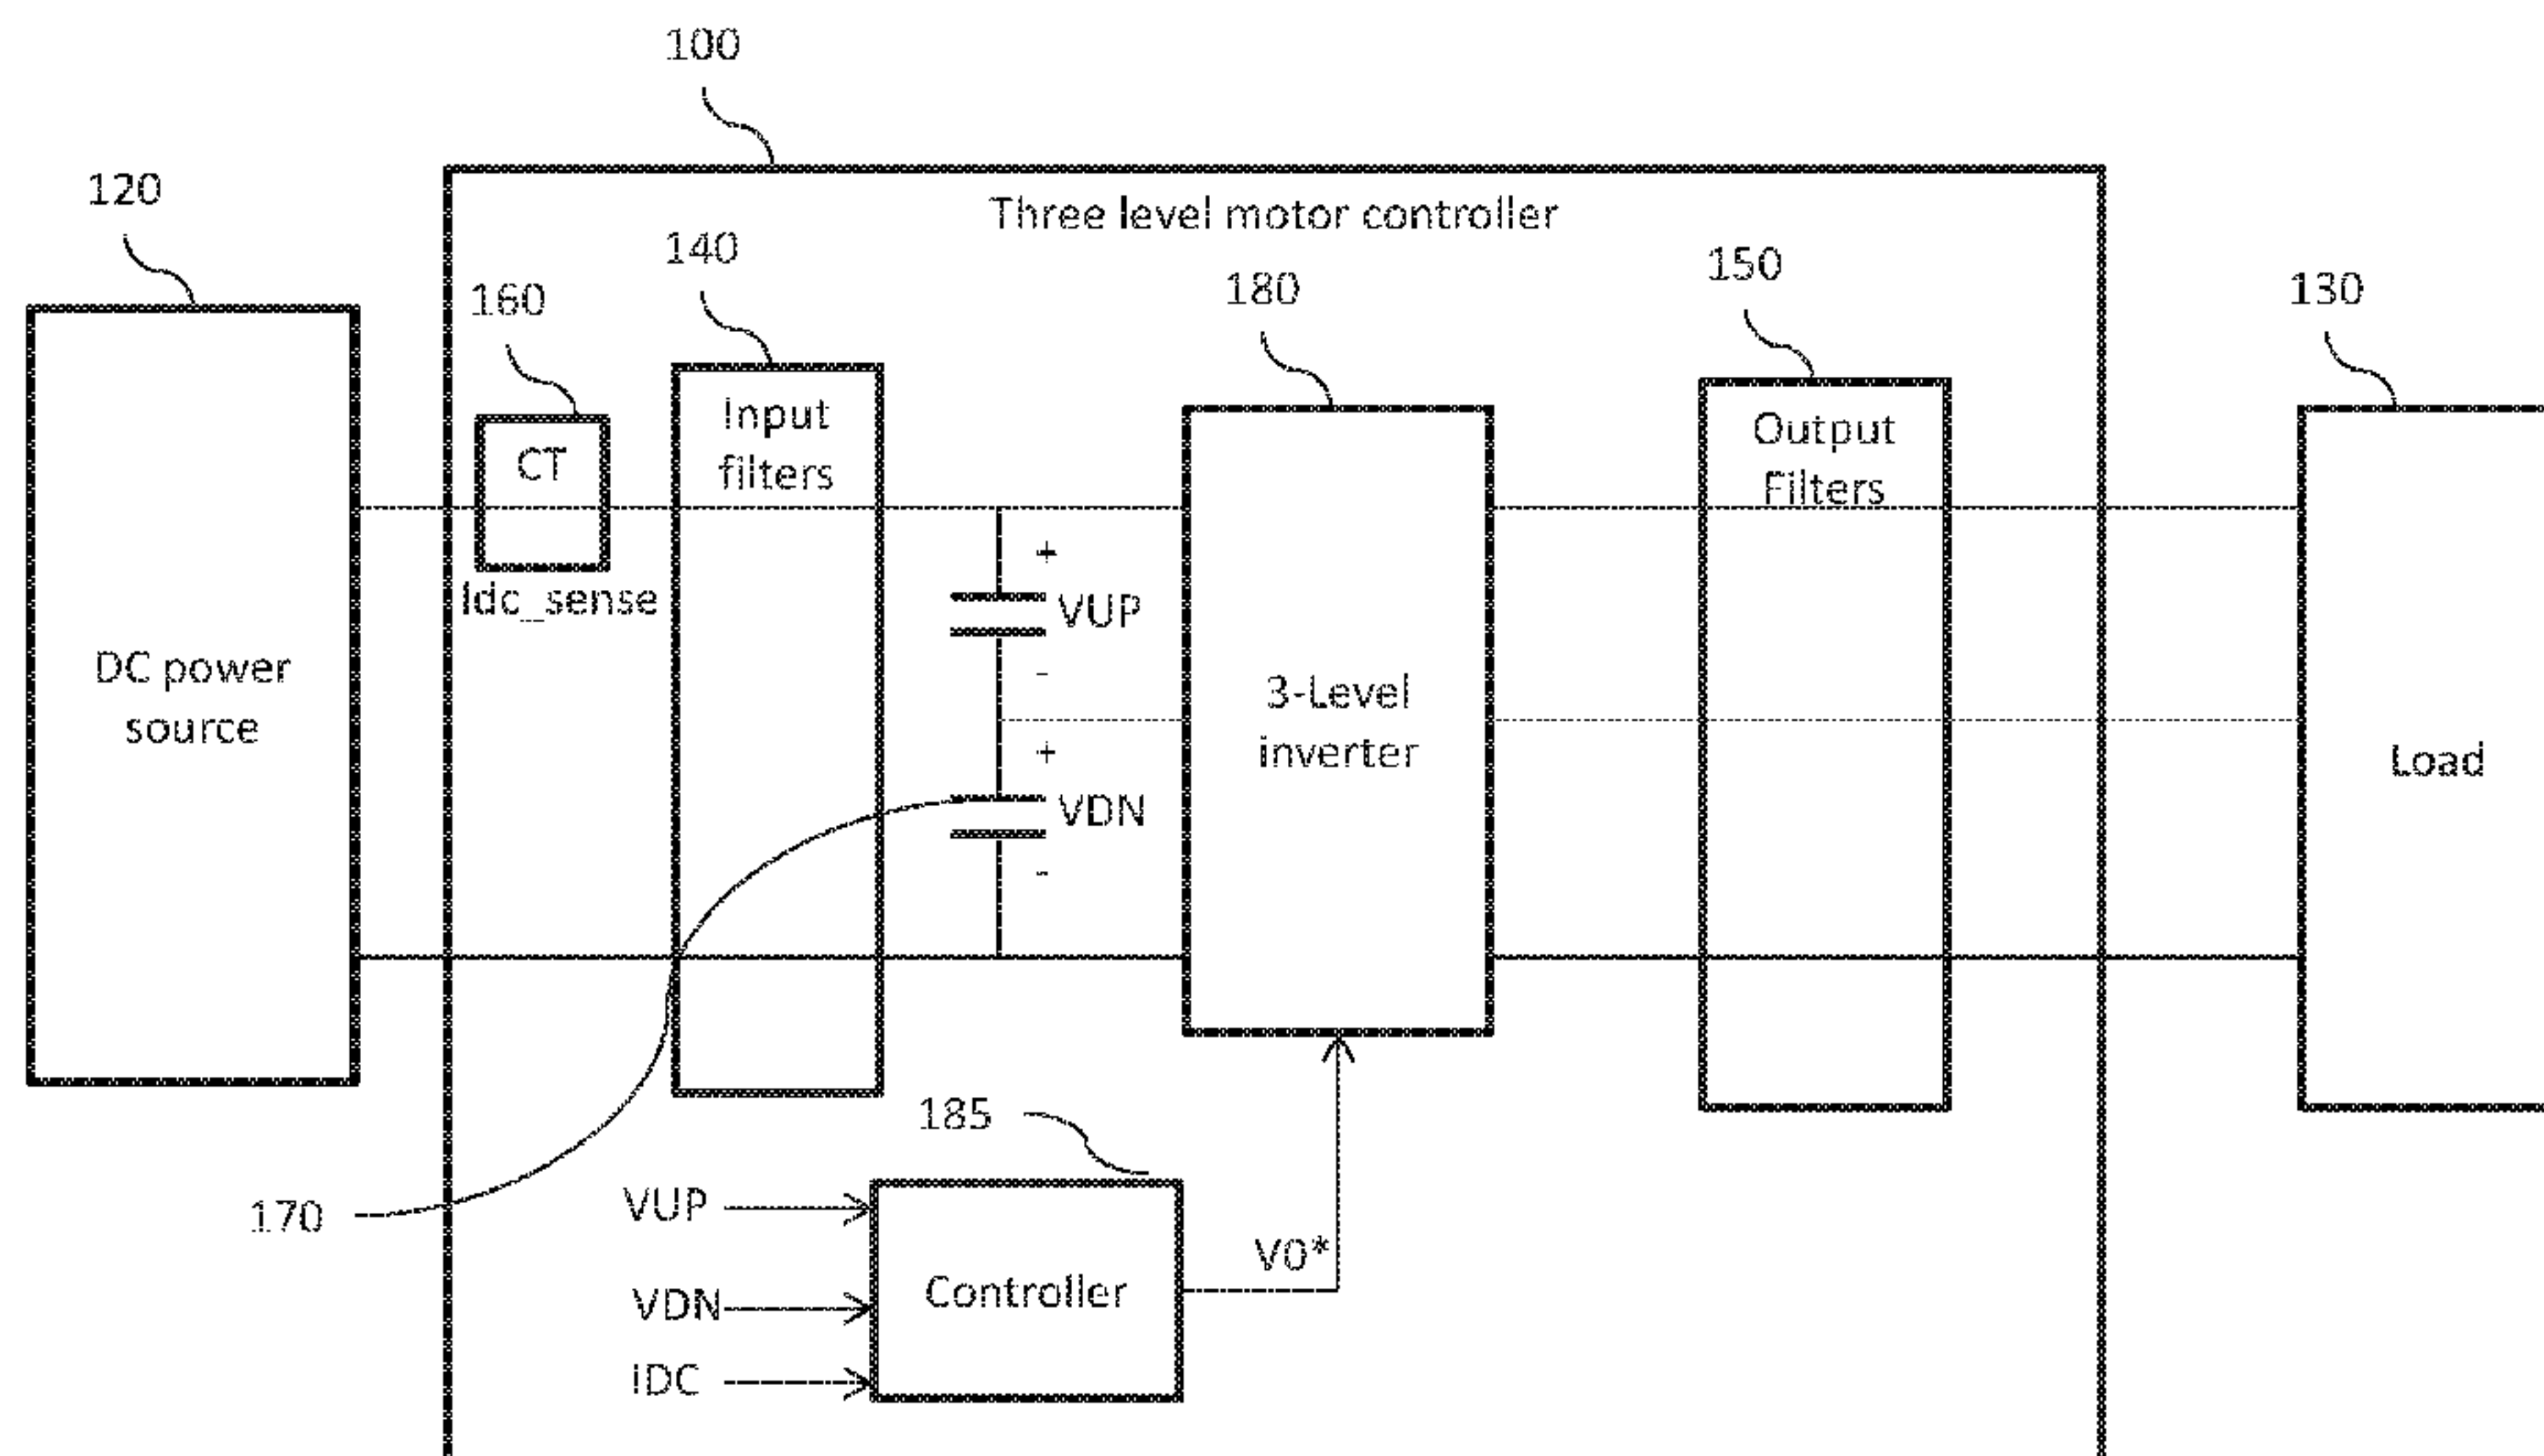 100
120
Three level motor controller
140
150
160
180
130
Input
filters
CT
Output
Filters
Idc_sense
+
VUP
-
DC power
source
3-Level
inverter
+
VDN
-
Load
185
170
VUP
VDN
IDC
Controller
V0*